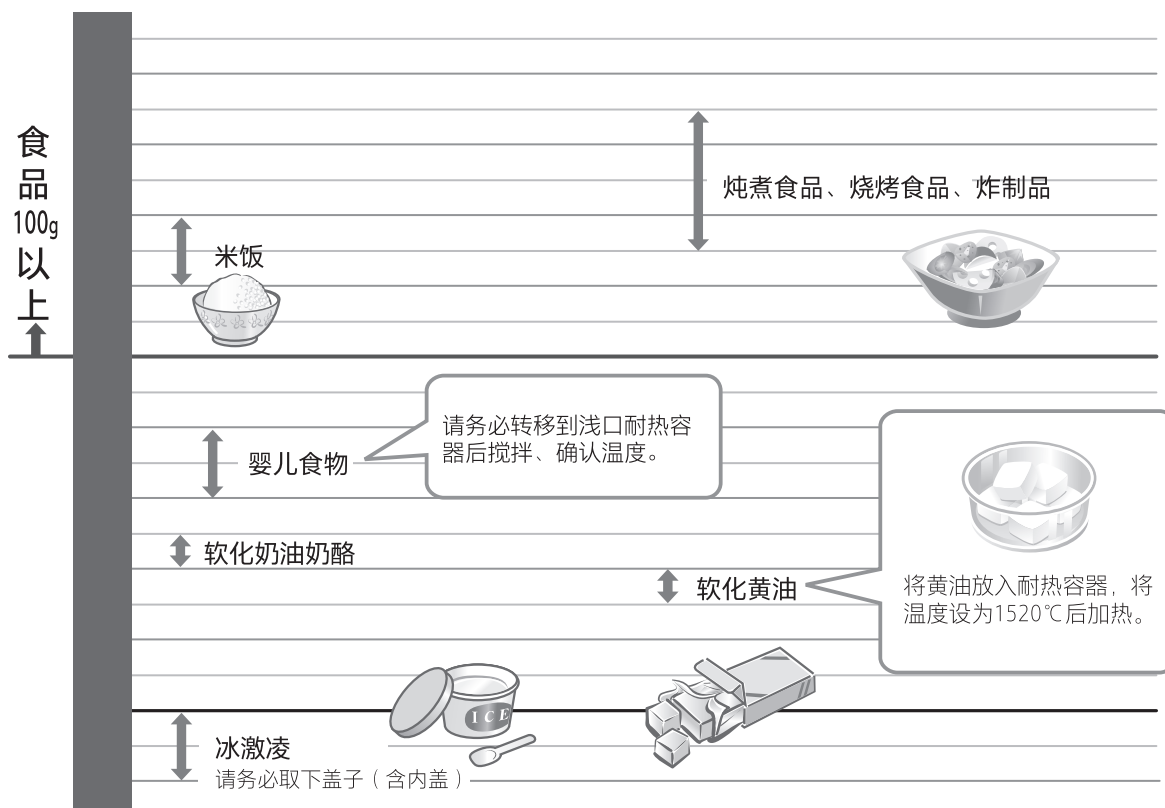 食品100g以上
炖煮食品、烧烤食品、炸制品
米饭
请务必转移到浅口耐热容
器后搅拌、确认温度。
婴儿食物
软化奶油奶酪
软化黄油
将黄油放入耐热容器，将
温度设为1520℃后加热。
ICE
冰激凌
请务必取下盖子（含内盖）